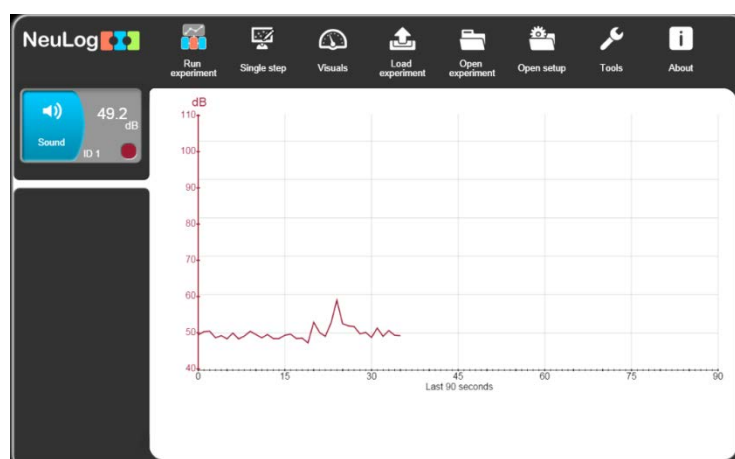 NeuLog
Run
experiment
Single step
Visuals
Load
experiment
Open
experiment
Open setup
Tools
About
49.2
dB
Sound
ID 1
dB
110
100
90
80
70
60
50
40
0 15 30 45 60 75 90
Last 90 seconds